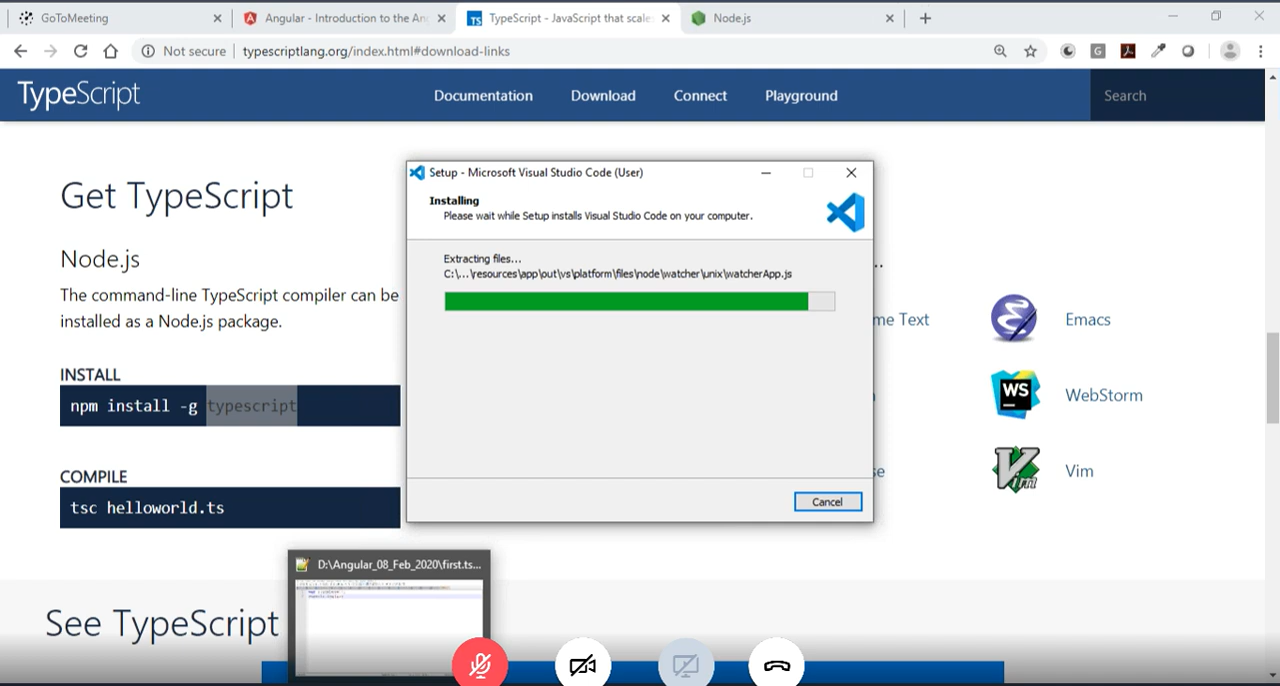 GoToMeeting
Angular - Introduction to the An
TypeScript - JavaScript that scale
Node.js
Not secure
typescriptlang.org/index.html#download-links
TypeScript
Documentation
Download
Connect
Playground
Search
Get TypeScript
Node.js
The command-line TypeScript compiler can be
installed as a Node.js package.
INSTALL
npm install -g typescript
COMPILE
tsc helloworld.ts
Setup - Microsoft Visual Studio Code (User)
Installing
Please wait while Setup installs Visual Studio Code on your computer.
Extracting files...
C:\...\resources\app\out\vs\platform\files\node\watcher\unix\watcherApp.js
Cancel
..
me Text
Emacs
WS
WebStorm
se
Vim
D:\Angular_08_Feb_2020\first.ts...
See TypeScript